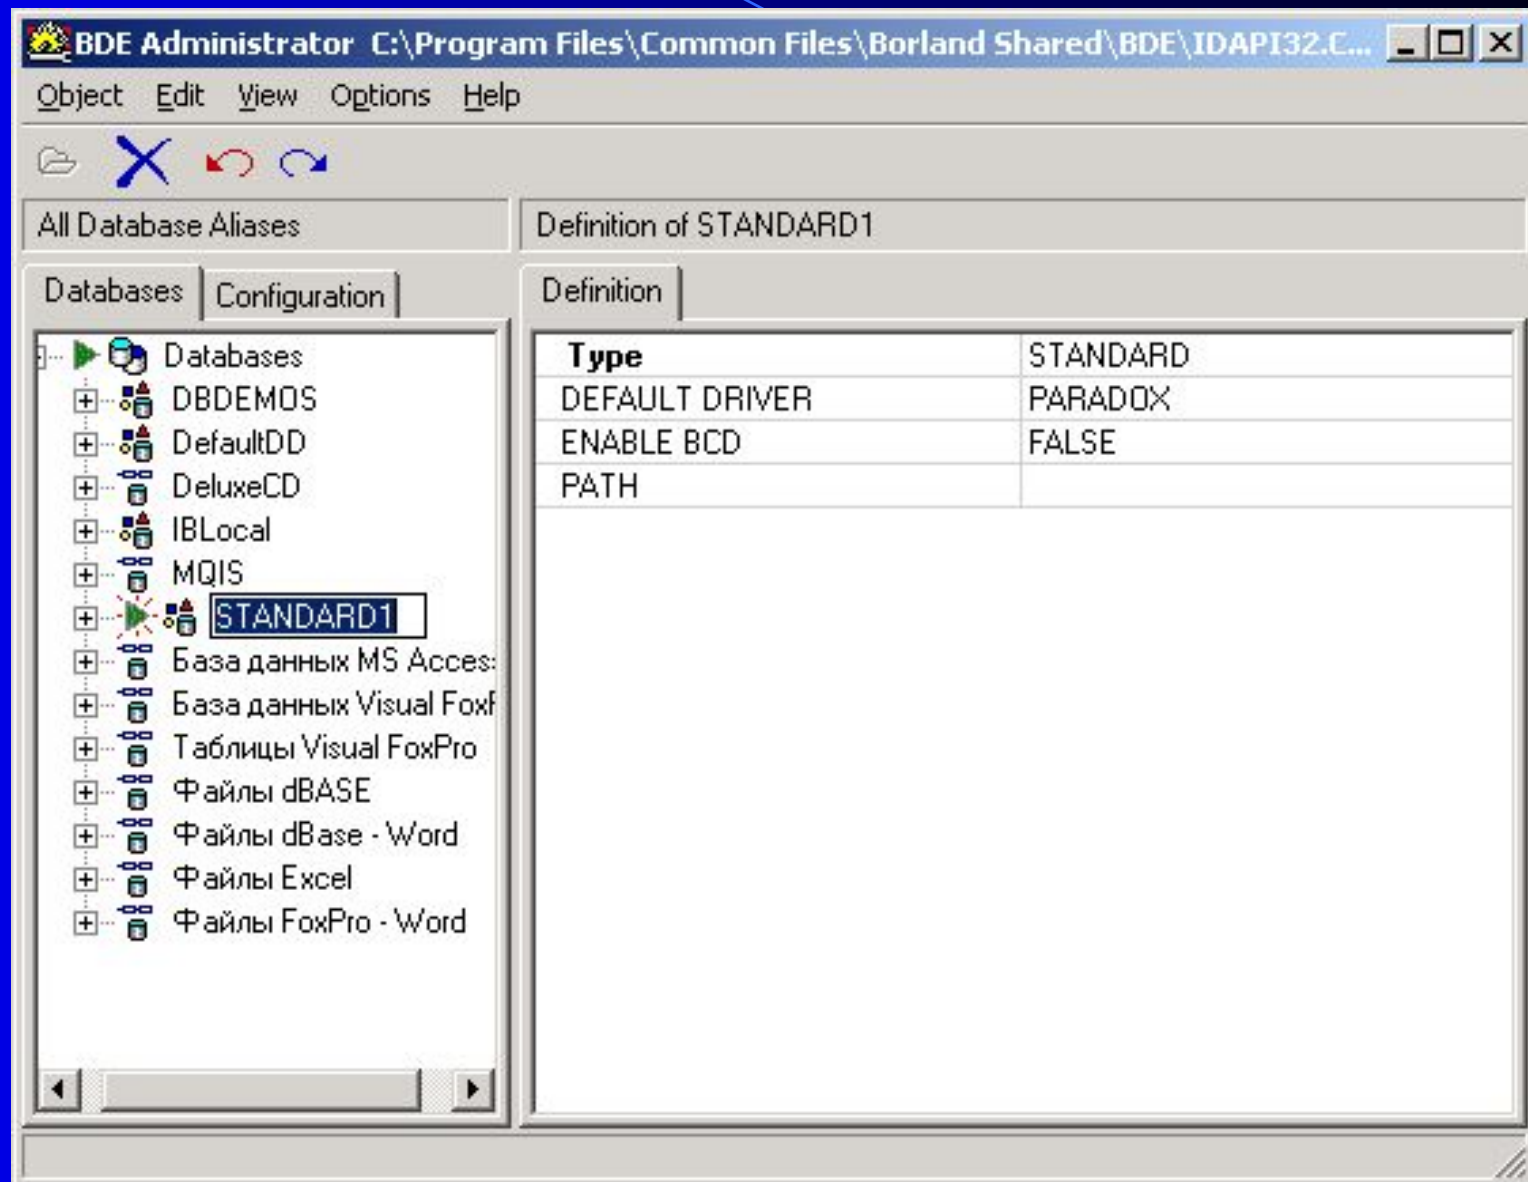 BDE Administrator C:\Program Files\Common Files\Borland Shared\BDE\IDAPI32.C...
Object Edit View Options Help
All Database Aliases
Definition of STANDARD1
Databases Configuration
Definition
Databases
DBDEMOS
DefaultDD
DeluxeCD
IBLocal
MQIS
STANDARD1
База данных MS Acces
База данных Visual Fox
Таблицы Visual FoxPro
Файлы dBASE
Файлы dBase - Word
Файлы Excel
Файлы FoxPro - Word
Type STANDARD
DEFAULT DRIVER PARADOX
ENABLE BCD FALSE
PATH